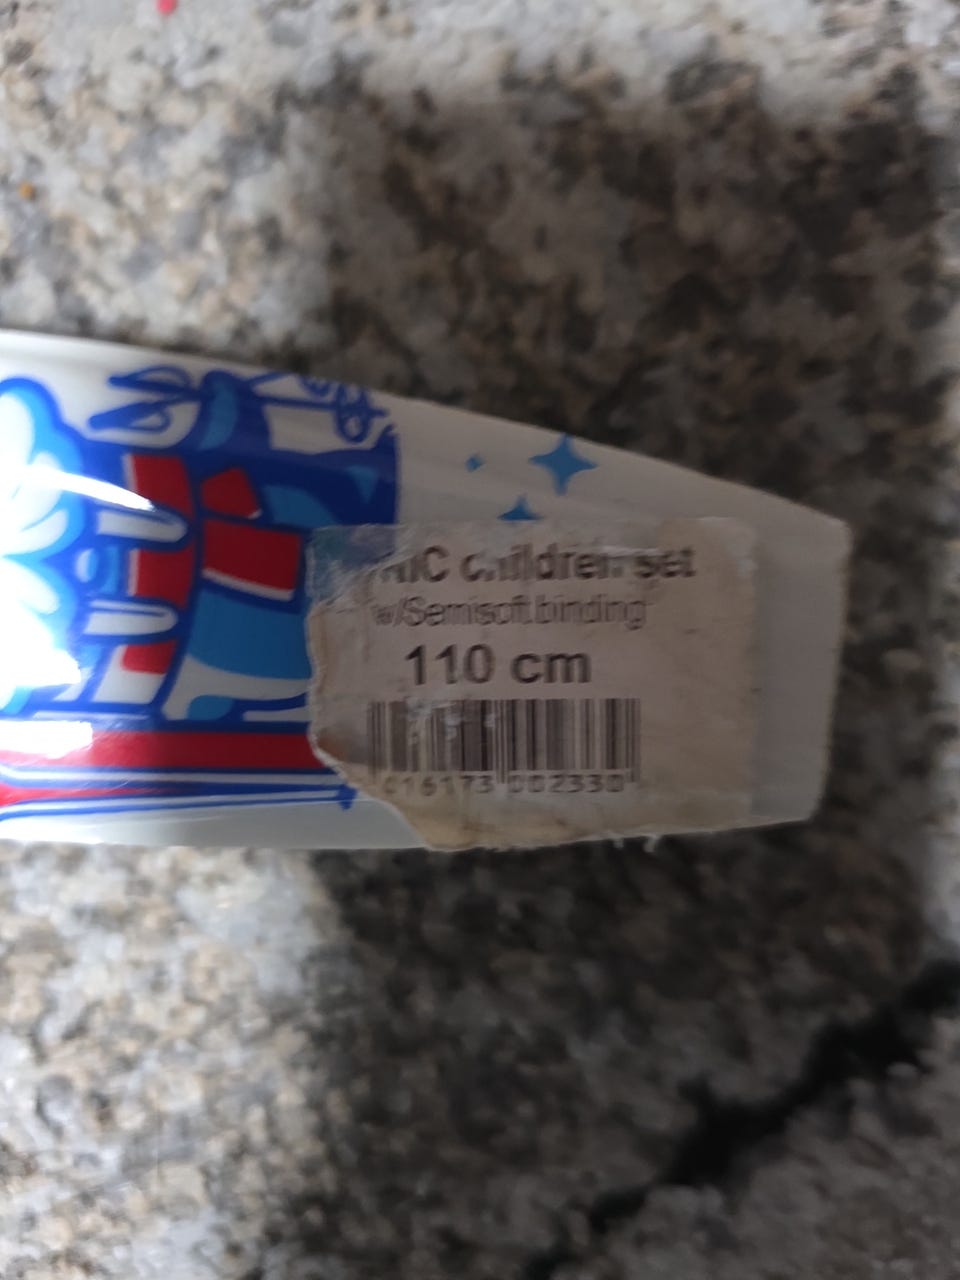 children set
w/Semisoft binding
110 cm
016173 002330